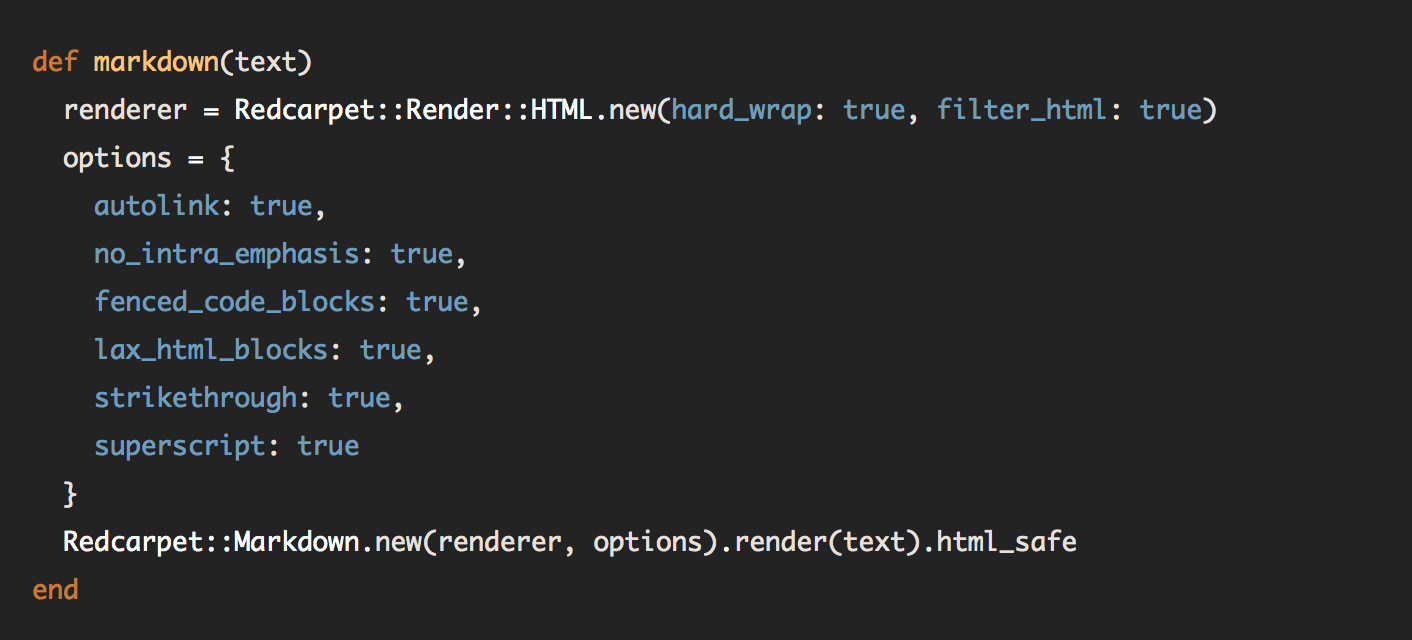 def markdown(text)
  renderer = Redcarpet::Render::HTML.new(hard_wrap: true, filter_html: true)
  options = {
    autolink: true,
    no_intra_emphasis: true,
    fenced_code_blocks: true,
    lax_html_blocks: true,
    strikethrough: true,
    superscript: true
  }
  Redcarpet::Markdown.new(renderer, options).render(text).html_safe
end